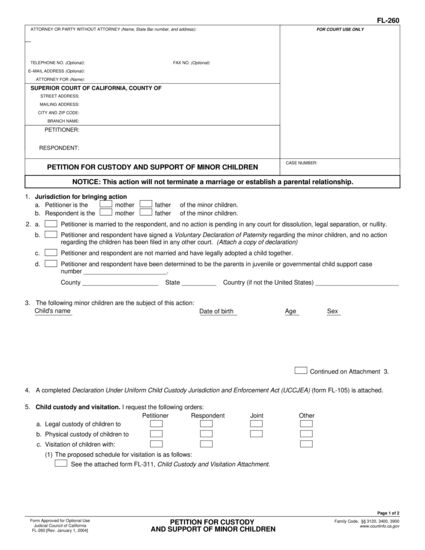 FL-260
ATTORNEY OR PARTY WITHOUT ATTORNEY (Name, State Bar number, and address):
FOR COURT USE ONLY
TELEPHONE NO. (Optional):
FAX NO. (Optional):
E-MAIL ADDRESS (Optional):
ATTORNEY FOR (Name):
SUPERIOR COURT OF CALIFORNIA, COUNTY OF
STREET ADDRESS:
MAILING ADDRESS:
CITY AND ZIP CODE:
BRANCH NAME:
PETITIONER:
RESPONDENT:
PETITION FOR CUSTODY AND SUPPORT OF MINOR CHILDREN
CASE NUMBER:
NOTICE: This action will not terminate a marriage or establish a parental relationship.
1. Jurisdiction for bringing action
a. Petitioner is the mother father of the minor children.
b. Respondent is the mother father of the minor children.
2. a. Petitioner is married to the respondent, and no action is pending in any court for dissolution, legal separation, or nullity.
b. Petitioner and respondent have signed a Voluntary Declaration of Paternity regarding the minor children, and no action
regarding the children has been filed in any other court. (Attach a copy of declaration)
c. Petitioner and respondent are not married and have legally adopted a child together.
d. Petitioner and respondent have been determined to be the parents in juvenile or governmental child support case
number ________________________.
County ______________________ State __________ Country (if not the United States) ________________________
3. The following minor children are the subject of this action:
Child's name Date of birth Age Sex
Continued on Attachment 3.
4. A completed Declaration Under Uniform Child Custody Jurisdiction and Enforcement Act (UCCJEA) (form FL-105) is attached.
5. Child custody and visitation. I request the following orders:
Petitioner Respondent Joint Other
a. Legal custody of children to
b. Physical custody of children to
c. Visitation of children with:
(1) The proposed schedule for visitation is as follows:
See the attached form FL-311, Child Custody and Visitation Attachment.
Page 1 of 2
Form Approved for Optional Use
Judicial Council of California
FL-260 [Rev. January 1, 2004]
PETITION FOR CUSTODY
AND SUPPORT OF MINOR CHILDREN
Family Code, §§ 3120, 3400, 3900
www.courtinfo.ca.gov